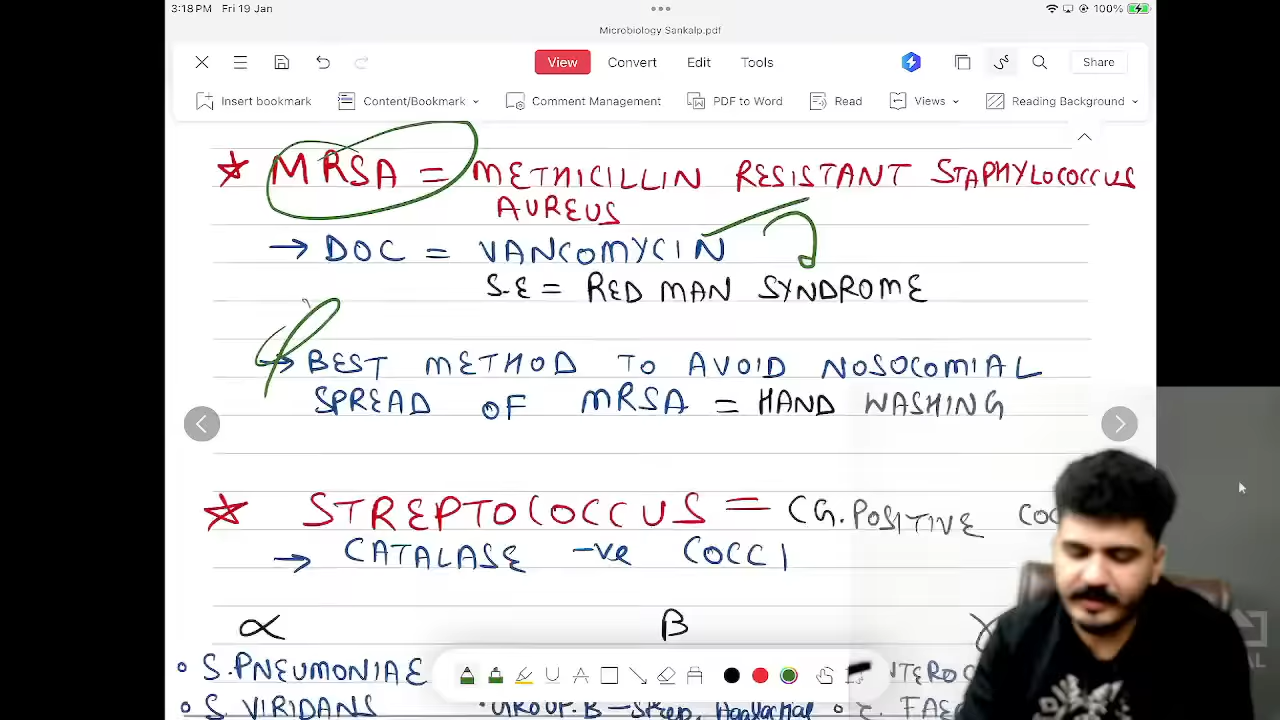 3:18 PM Fri 19 Jan
100%
Microbiology Sankalp.pdf
View Convert Edit Tools
Share
Insert bookmark Content/Bookmark Comment Management PDF to Word Read Views Reading Background
★ MRSA = METHICILLIN RESISTANT STAPHYLOCOCCUS
AUREUS
→ DOC = VANCOMYCIN
S.E = RED MAN SYNDROME
→ BEST METHOD TO AVOID NOSOCOMIAL
SPREAD OF MRSA = HAND WASHING
★ STREPTOCOCCUS = (G.POSITIVE
→ CATALASE -ve COCCI
α B
• S. PNEUMONIAE
• S. VIRIDANS